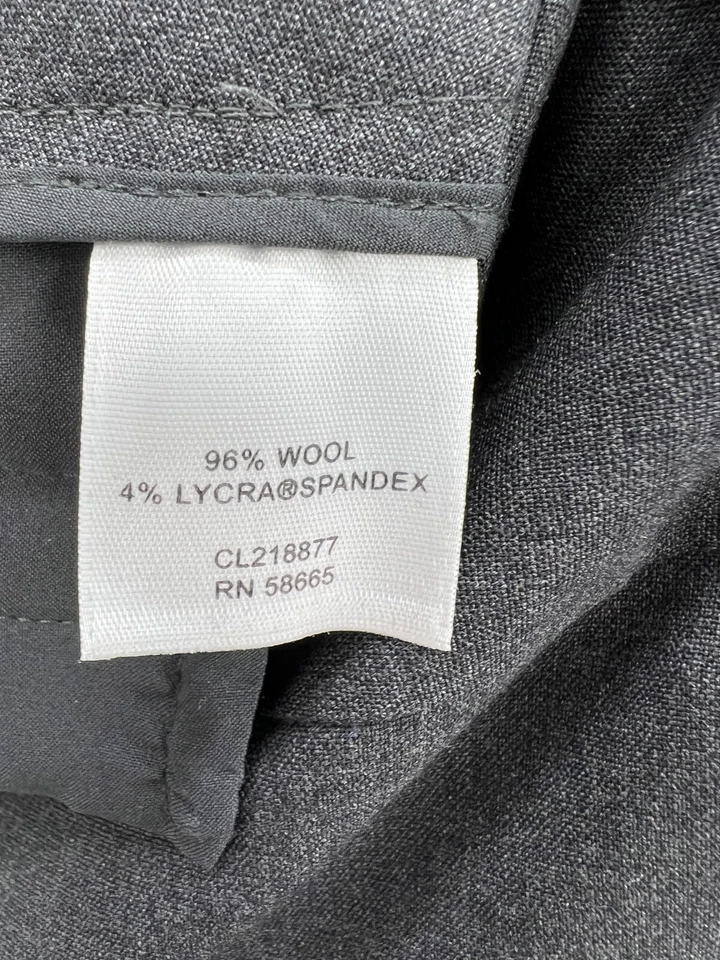 96% WOOL
4% LYCRA®SPANDEX
CL218877
RN 58665